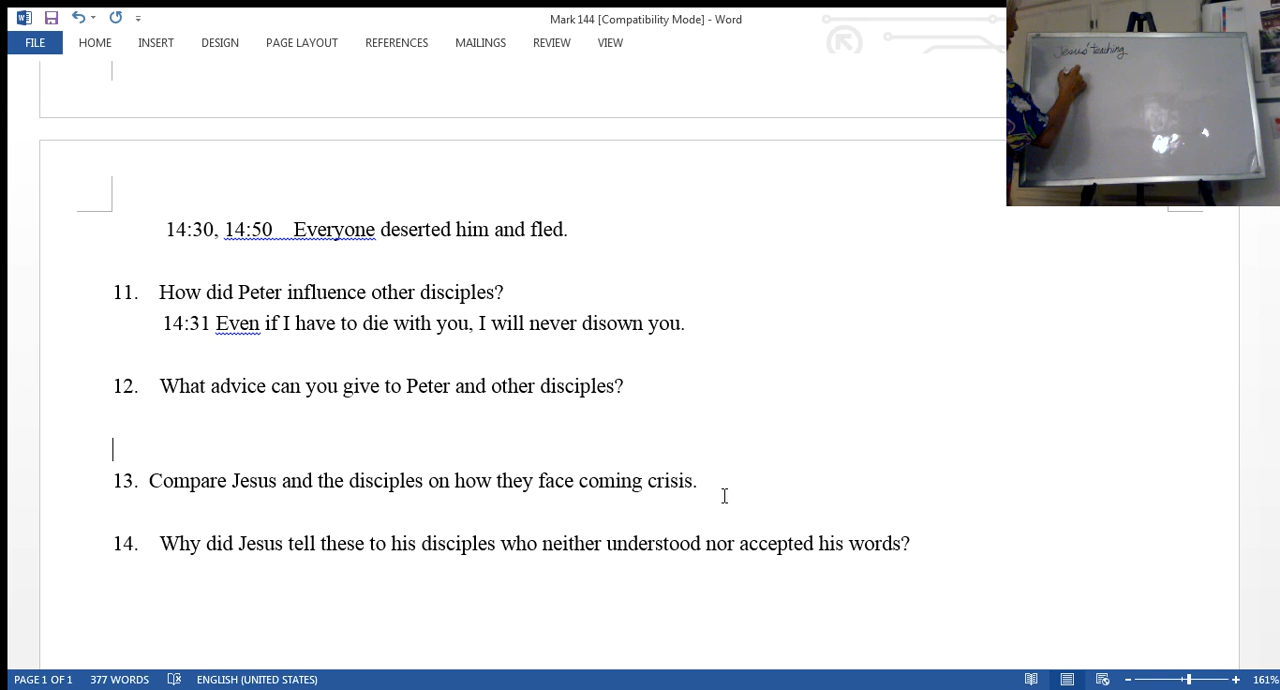 Mark 144 [Compatibility Mode] - Word
FILE HOME INSERT DESIGN PAGE LAYOUT REFERENCES MAILINGS REVIEW VIEW
Jesus' teaching
14:30, 14:50 Everyone deserted him and fled.
11. How did Peter influence other disciples?
14:31 Even if I have to die with you, I will never disown you.
12. What advice can you give to Peter and other disciples?
13. Compare Jesus and the disciples on how they face coming crisis.
14. Why did Jesus tell these to his disciples who neither understood nor accepted his words?
PAGE 1 OF 1 377 WORDS ENGLISH (UNITED STATES) 161%